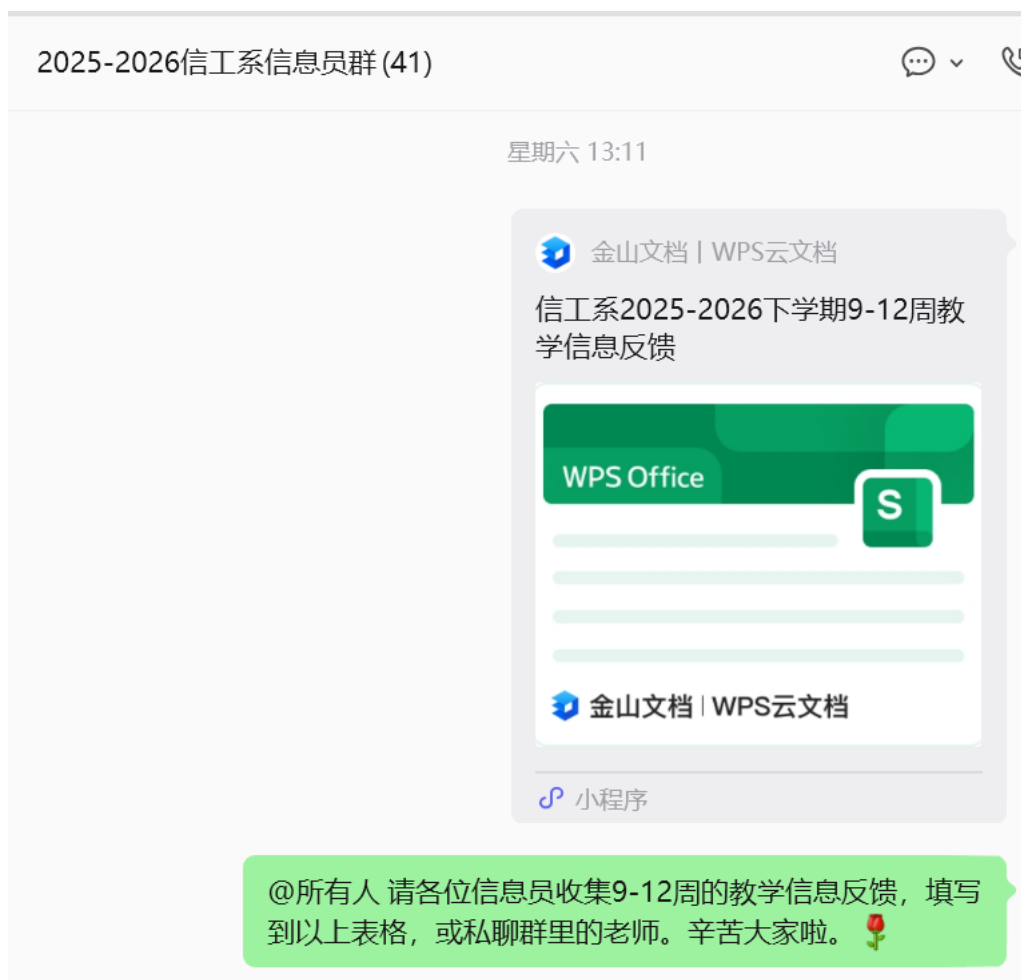 2025-2026信工系信息员群(41)
星期六 13:11
金山文档 | WPS云文档
信工系2025-2026下学期9-12周教
学信息反馈
WPS Office
S
金山文档 | WPS云文档
小程序
@所有人 请各位信息员收集9-12周的教学信息反馈，填写
到以上表格，或私聊群里的老师。辛苦大家啦。🌹